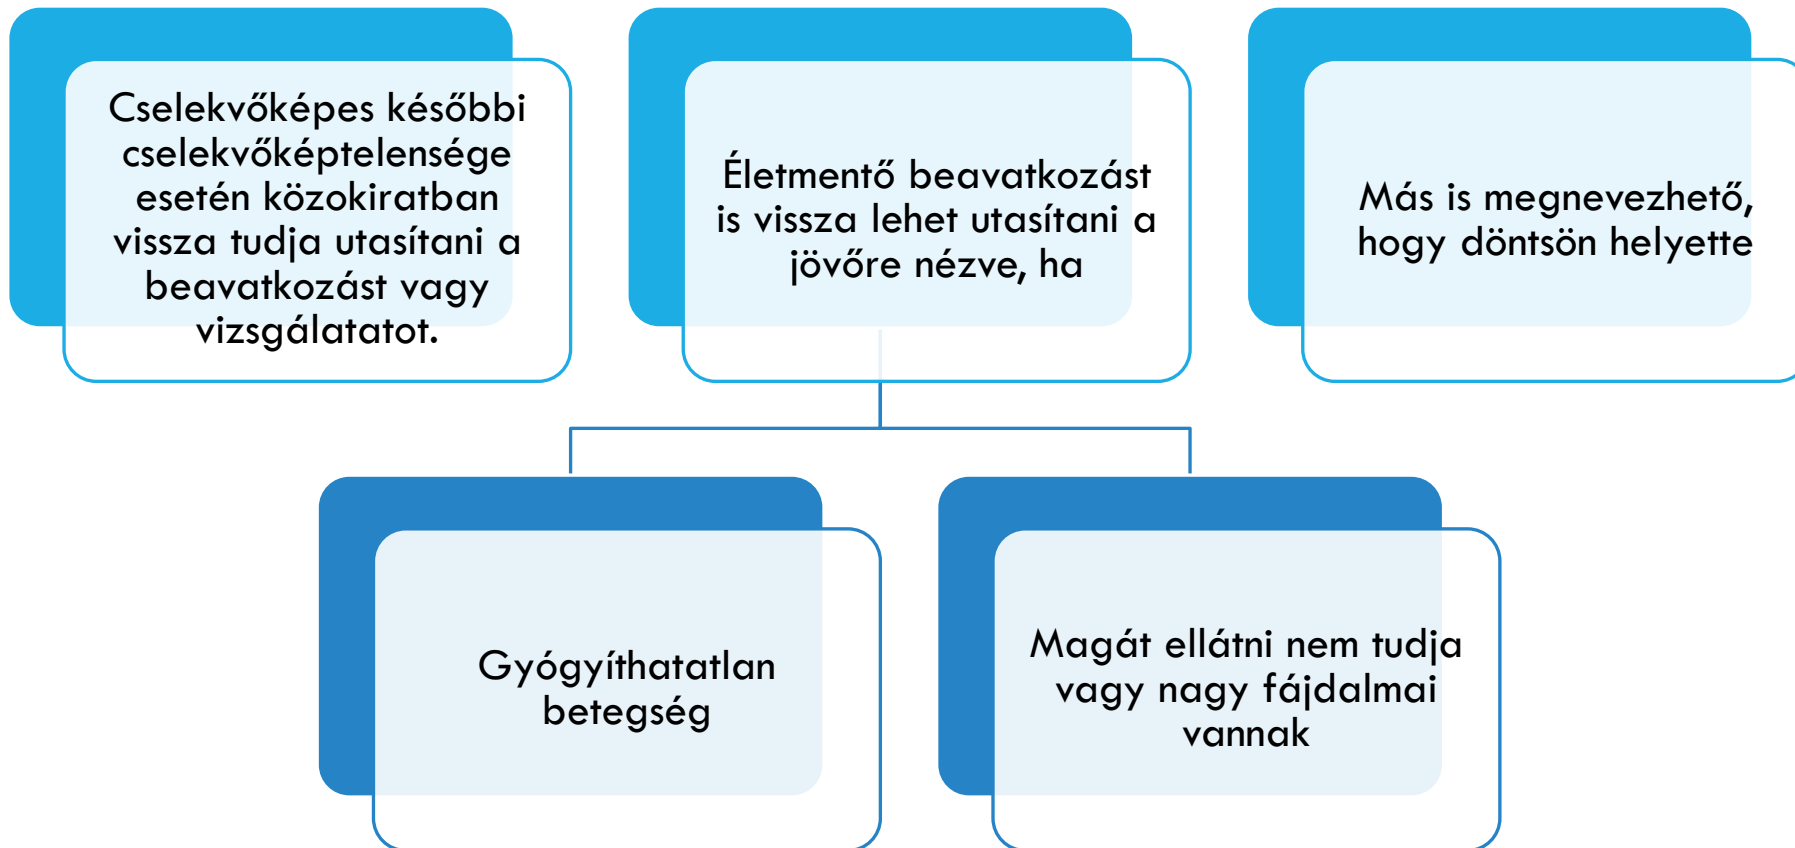 Cselekvőképes későbbi
cselekvőképtelensége
esetén közokiratban
vissza tudja utasítani a
beavatkozást vagy
vizsgálatatot.
Életmentő beavatkozást
is vissza lehet utasítani a
jövőre nézve, ha
Más is megnevezhető,
hogy döntsön helyette
Gyógyíthatatlan
betegség
Magát ellátni nem tudja
vagy nagy fájdalmai
vannak